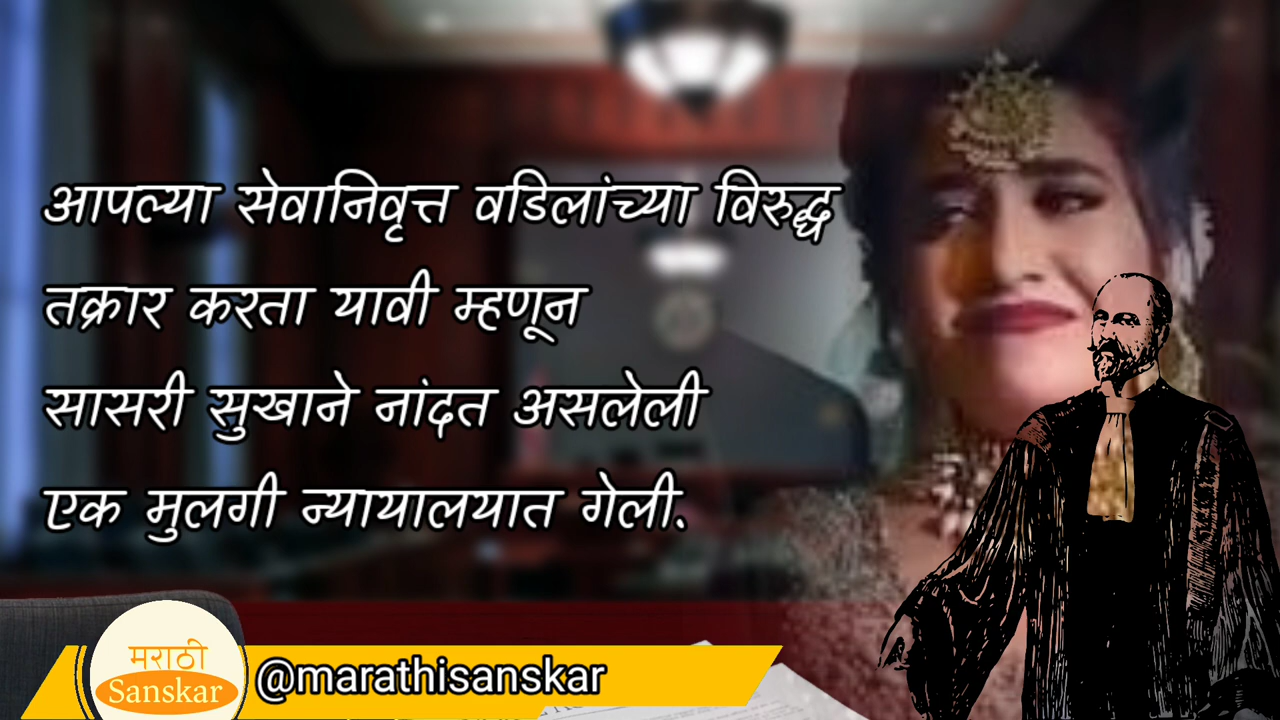 आपल्या सेवानिवृत्त वडिलांच्या विरुद्ध
तक्रार करता यावी म्हणून
सासरी सुखाने नांदत असलेली
एक मुलगी न्यायालयात गेली.
मराठी
Sanskar
@marathisanskar